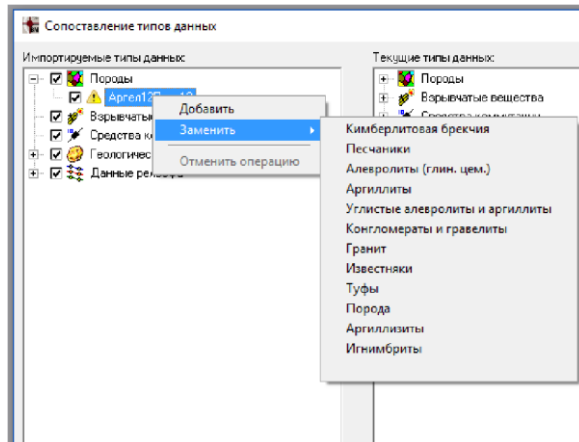 Сопоставление типов данных
Импортируемые типы данных:
Текущие типы данных:
Породы
Взрывчатые
Средства
Геологичес
Данные
Породы
Взрывчатые вещества
Средства коммутации
Добавить
Заменить
Отменить операцию
Кимберлитовая брекчия
Песчаники
Алевролиты (глин. цем.)
Аргиллиты
Углистые алевролиты и аргиллиты
Конгломераты и гравелиты
Гранит
Известняки
Туфы
Порода
Аргиллизиты
Игнимбриты